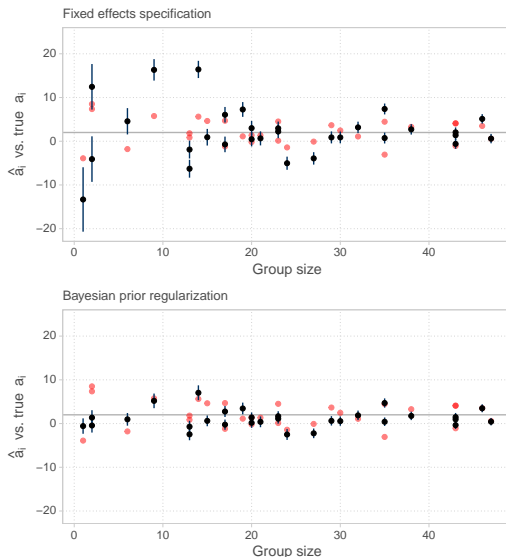 Fixed effects specification
20
10
0
−10
−20
âᵢ vs. true aᵢ
0 10 20 30 40
Group size
Bayesian prior regularization
20
10
0
−10
−20
âᵢ vs. true aᵢ
0 10 20 30 40
Group size